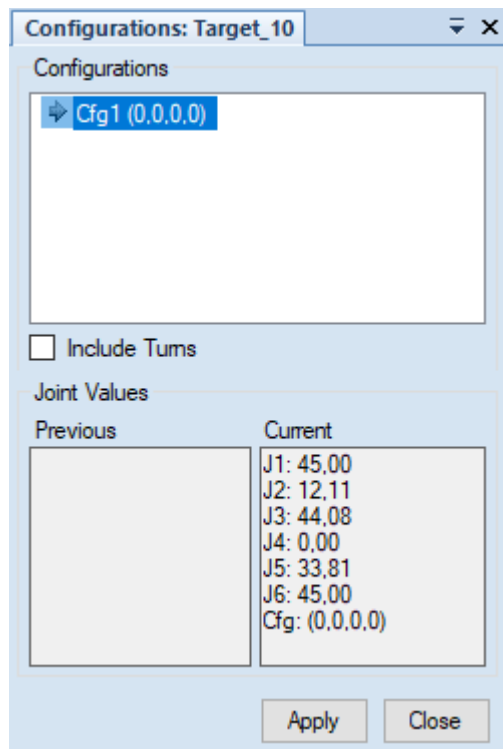 Configurations: Target_10
Configurations
Cfg1 (0,0,0,0)
Include Turns
Joint Values
Previous
Current
J1: 45,00
J2: 12,11
J3: 44,08
J4: 0,00
J5: 33,81
J6: 45,00
Cfg: (0,0,0,0)
Apply
Close